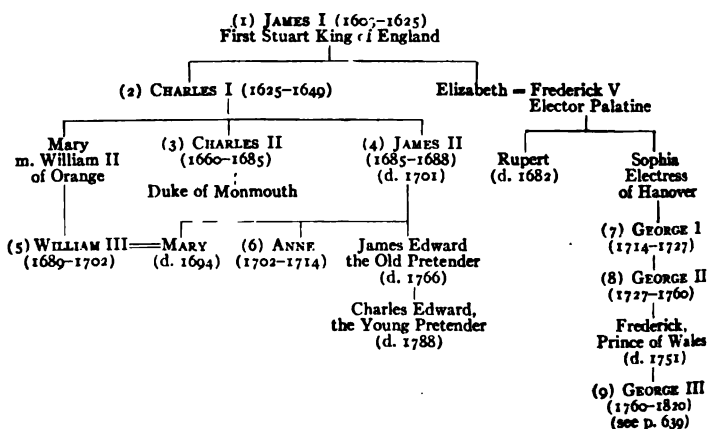 (1) JAMES I (1603–1625)
First Stuart King of England
(2) CHARLES I (1625–1649)
Elizabeth = Frederick V
Elector Palatine
Mary
m. William II
of Orange
(3) CHARLES II
(1660–1685)
Duke of Monmouth
(4) JAMES II
(1685–1688)
(d. 1701)
Rupert
(d. 1682)
Sophia
Electress
of Hanover
(5) WILLIAM III
(1689–1702)
MARY
(d. 1694)
(6) ANNE
(1702–1714)
James Edward
the Old Pretender
(d. 1766)
Charles Edward,
the Young Pretender
(d. 1788)
(7) GEORGE I
(1714–1727)
(8) GEORGE II
(1727–1760)
Frederick,
Prince of Wales
(d. 1751)
(9) GEORGE III
(1760–1820)
(see p. 639)